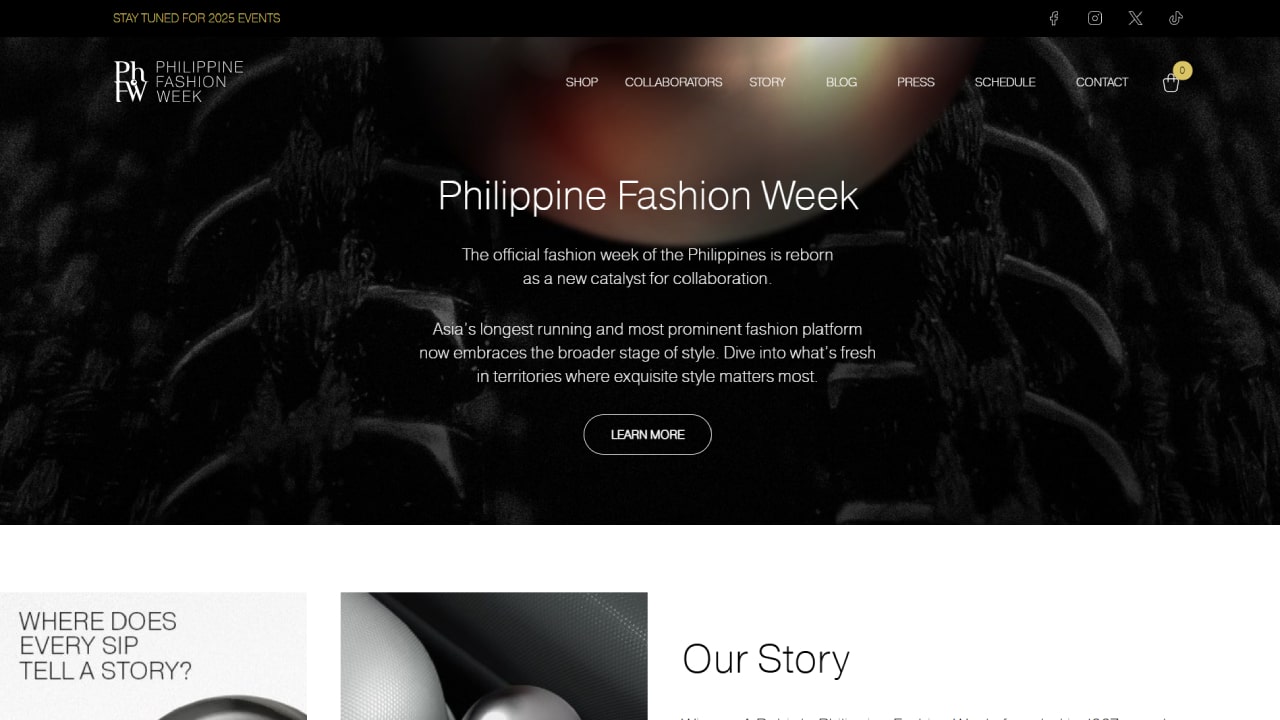 STAY TUNED FOR 2025 EVENTS
Ph
FW
PHILIPPINE
FASHION
WEEK
SHOP COLLABORATORS STORY BLOG PRESS SCHEDULE CONTACT
0
Philippine Fashion Week
The official fashion week of the Philippines is reborn
as a new catalyst for collaboration.
Asia's longest running and most prominent fashion platform
now embraces the broader stage of style. Dive into what's fresh
in territories where exquisite style matters most.
LEARN MORE
WHERE DOES
EVERY SIP
TELL A STORY?
Our Story